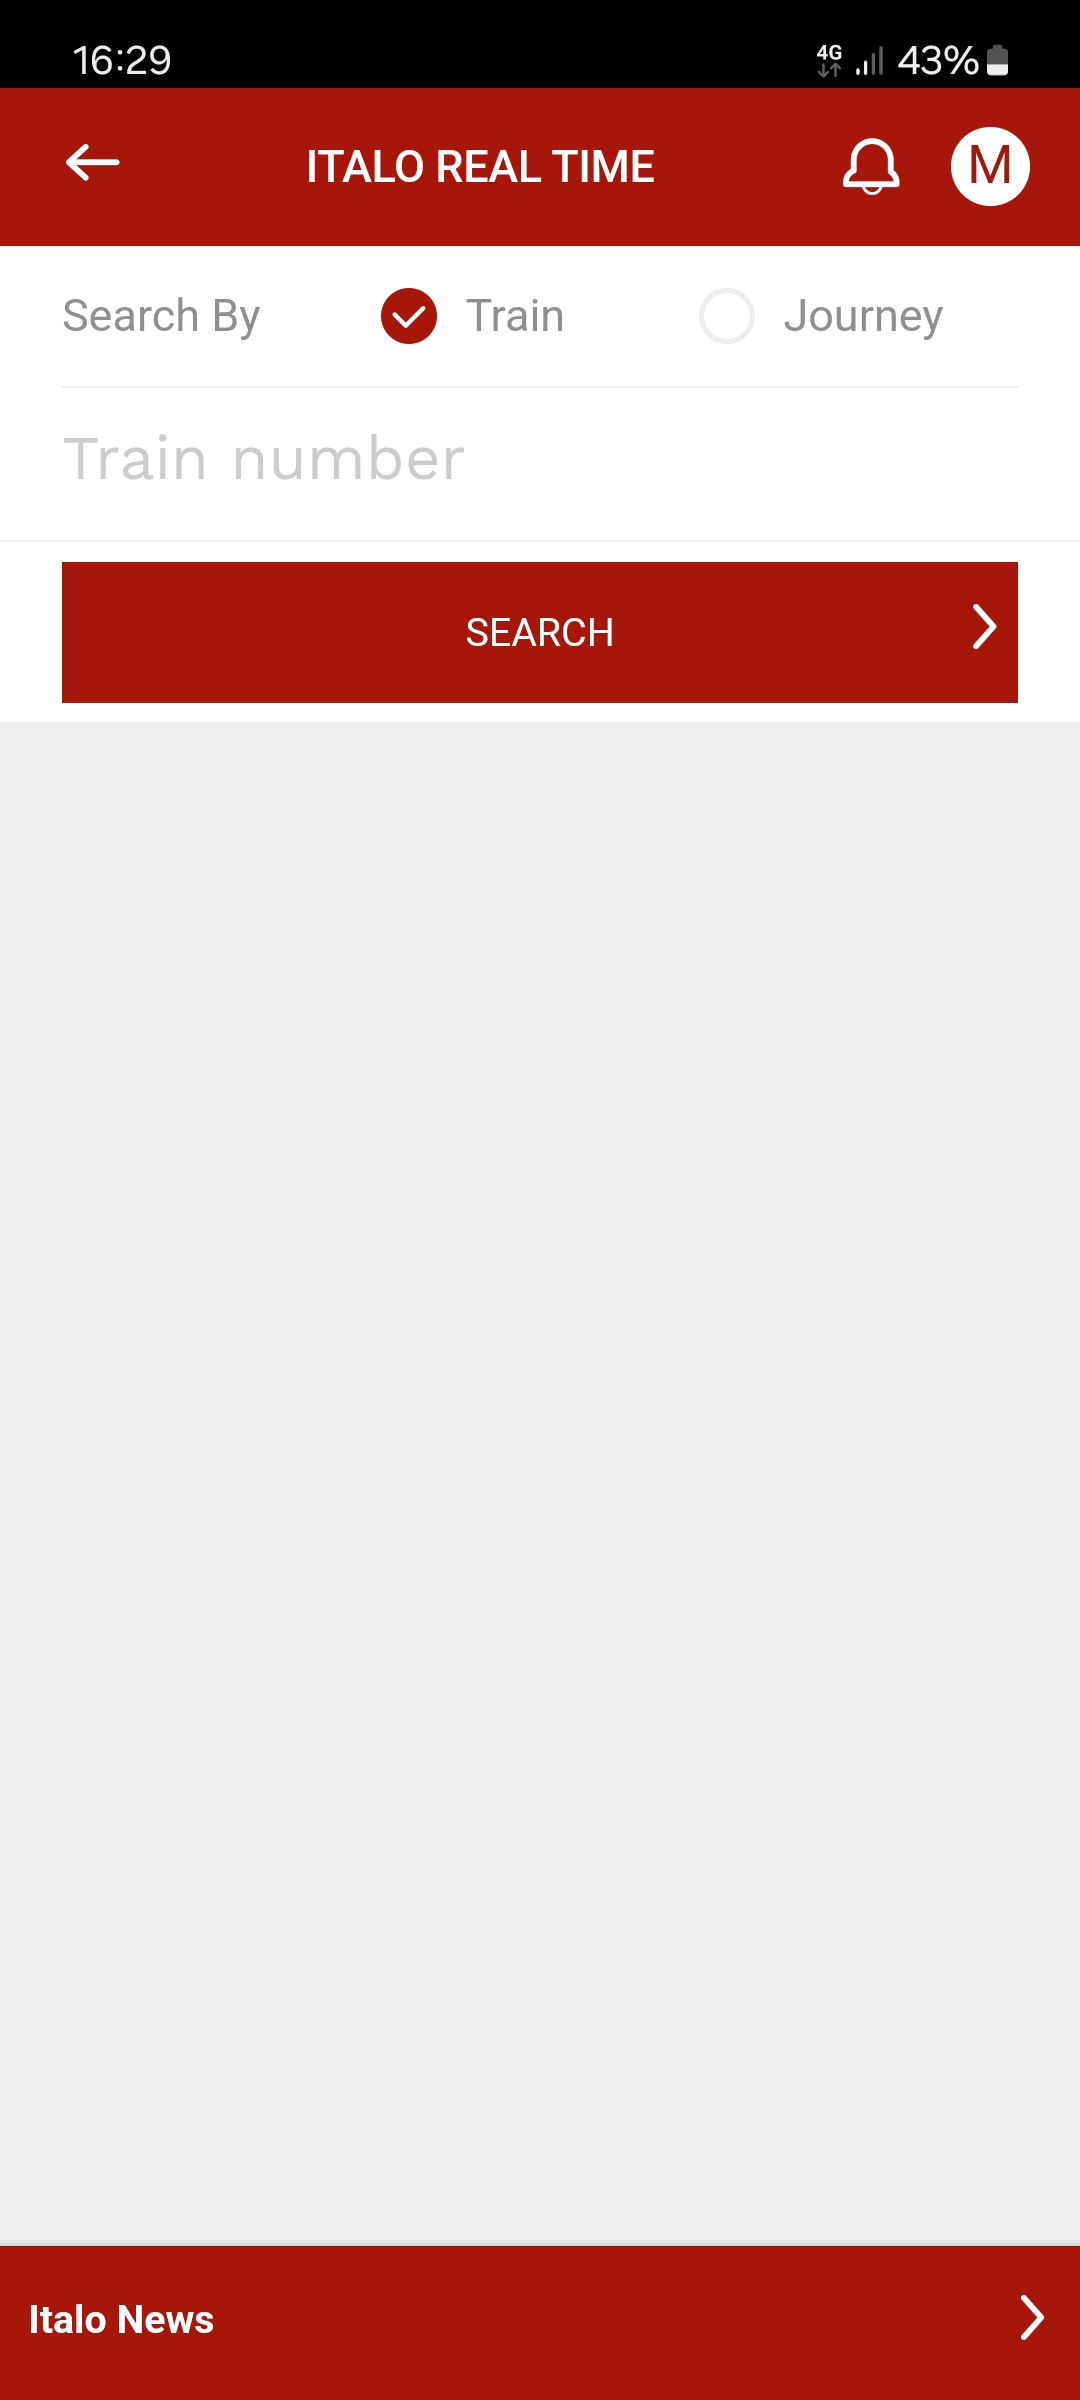 16:29
4G 43%
ITALO REAL TIME
M
Search By
Train
Journey
Train number
SEARCH
Italo News